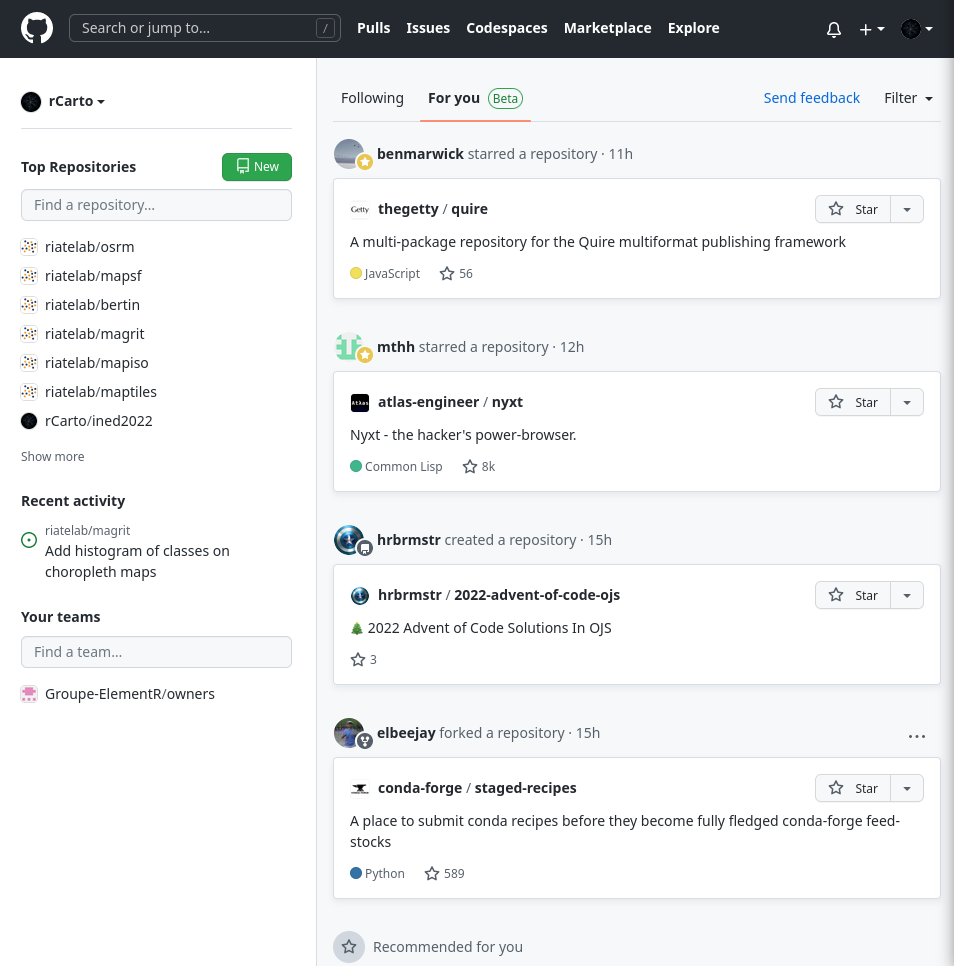 Search or jump to... /
Pulls Issues Codespaces Marketplace Explore
rCarto
Top Repositories
New
Find a repository...
riatelab/osrm
riatelab/mapsf
riatelab/bertin
riatelab/magrit
riatelab/mapiso
riatelab/maptiles
rCarto/ined2022
Show more
Recent activity
riatelab/magrit
Add histogram of classes on
choropleth maps
Your teams
Find a team...
Groupe-ElementR/owners
Following For you Beta Send feedback Filter
benmarwick starred a repository · 11h
Getty thegetty / quire Star
A multi-package repository for the Quire multiformat publishing framework
JavaScript 56
mthh starred a repository · 12h
Atlas atlas-engineer / nyxt Star
Nyxt - the hacker's power-browser.
Common Lisp 8k
hrbrmstr created a repository · 15h
hrbrmstr / 2022-advent-of-code-ojs Star
🎄 2022 Advent of Code Solutions In OJS
3
elbeejay forked a repository · 15h ...
conda-forge / staged-recipes Star
A place to submit conda recipes before they become fully fledged conda-forge feed-
stocks
Python 589
Recommended for you